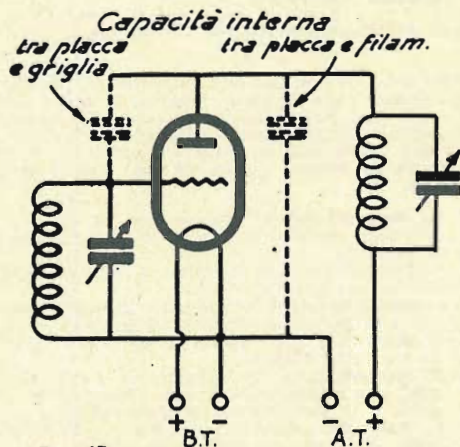 Capacità interna
tra placca
e griglia
tra placca e filam.
+ - - +
B.T. A.T.